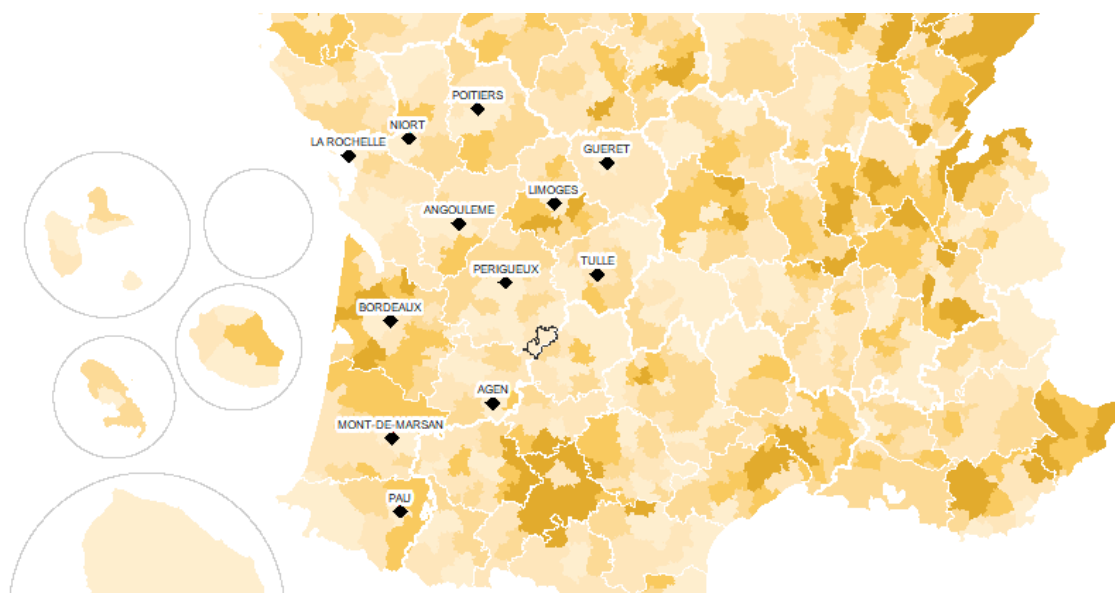 POITIERS
NIORT
LA ROCHELLE
GUERET
LIMOGES
ANGOULEME
TULLE
PERIGUEUX
BORDEAUX
AGEN
MONT-DE-MARSAN
PAU